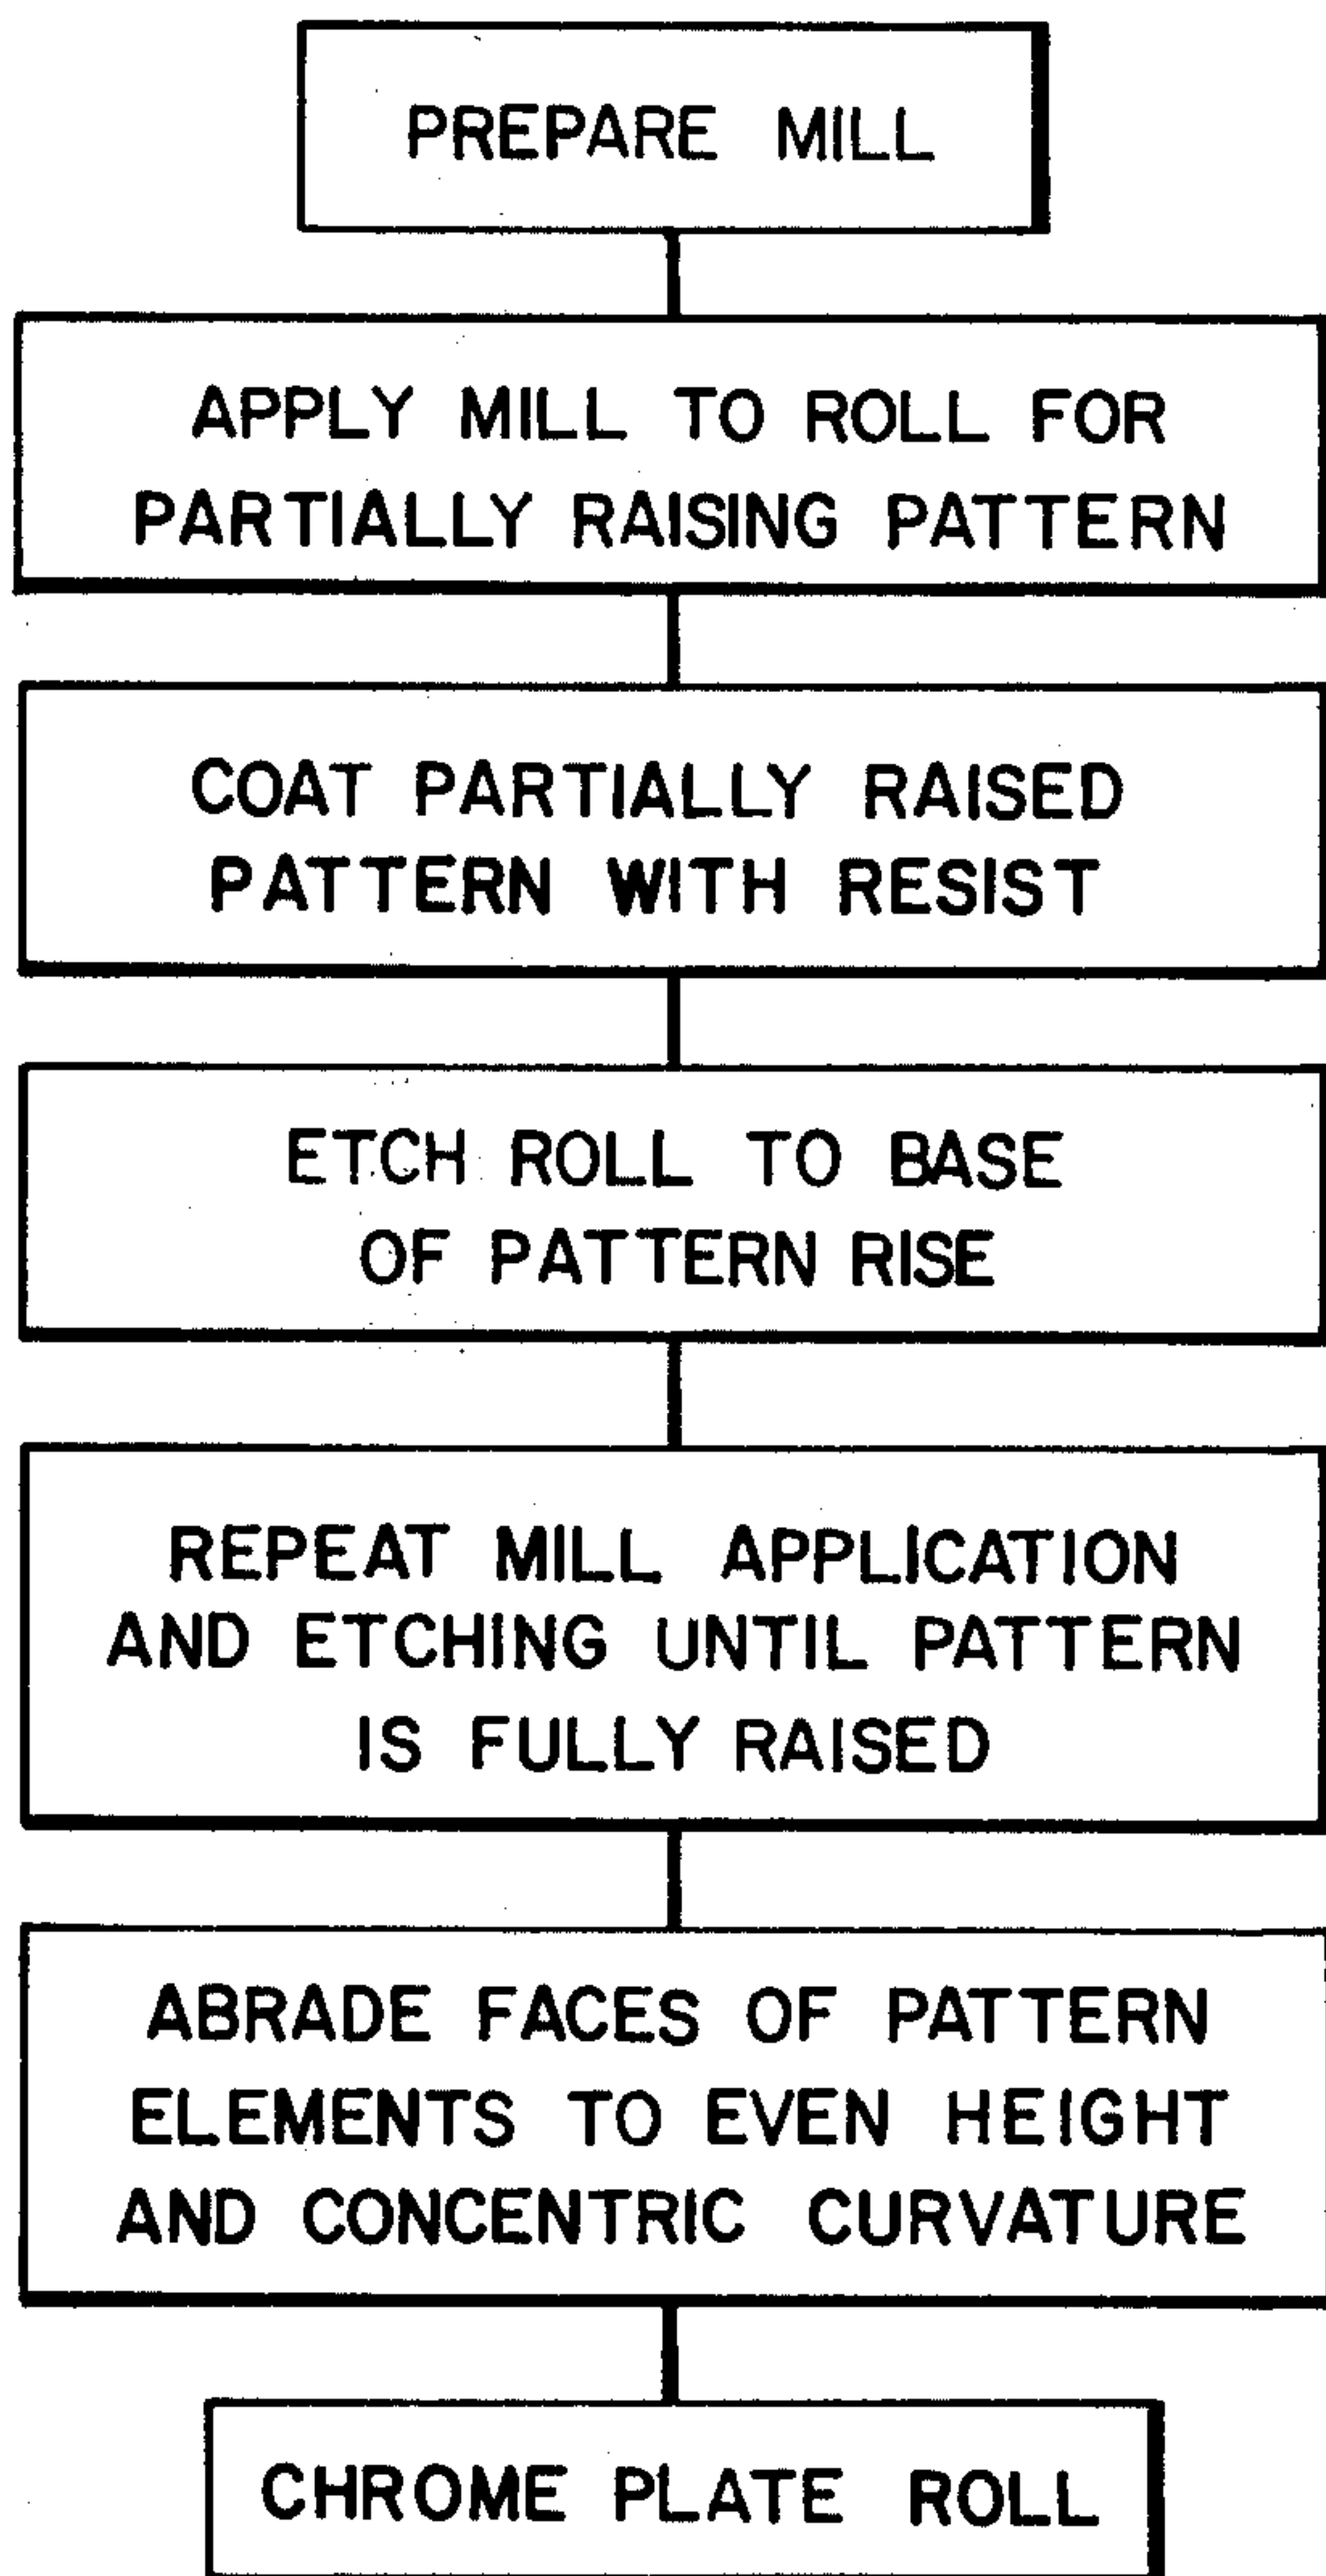 PREPARE MILL
APPLY MILL TO ROLL FOR
PARTIALLY RAISING PATTERN
COAT PARTIALLY RAISED
PATTERN WITH RESIST
ETCH ROLL TO BASE
OF PATTERN RISE
REPEAT MILL APPLICATION
AND ETCHING UNTIL PATTERN
IS FULLY RAISED
ABRADE FACES OF PATTERN
ELEMENTS TO EVEN HEIGHT
AND CONCENTRIC CURVATURE
CHROME PLATE ROLL